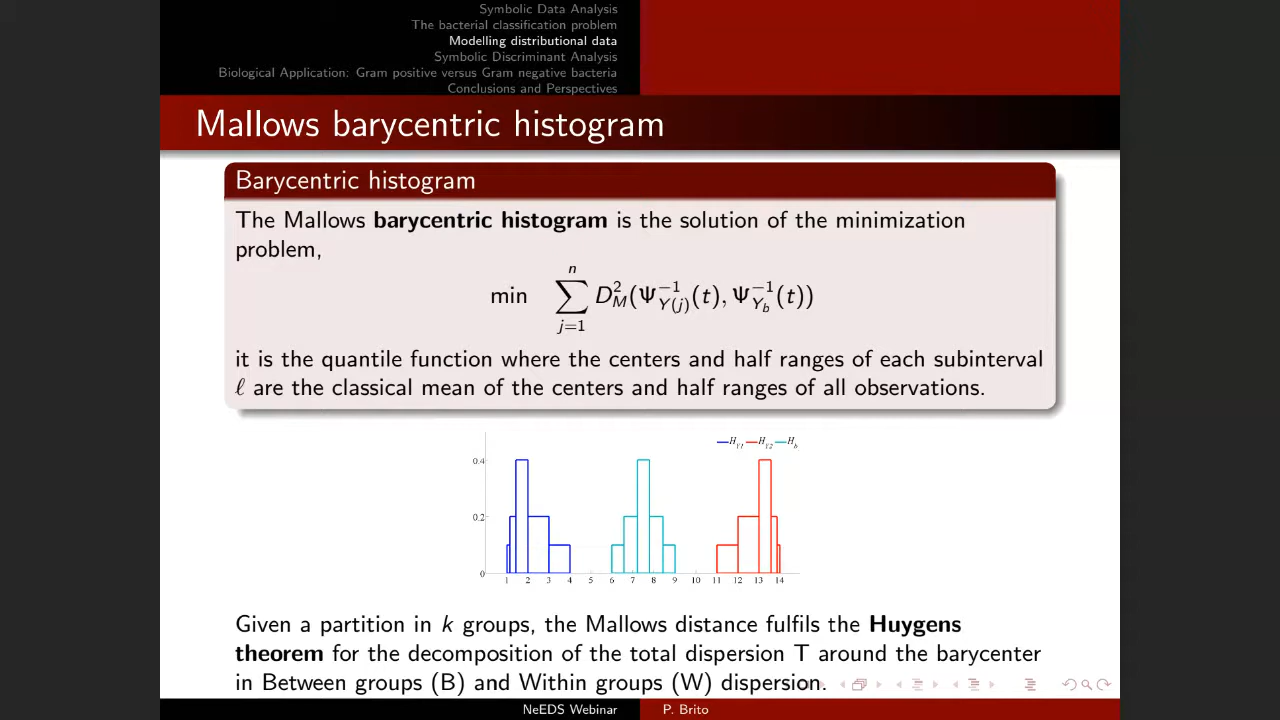 Symbolic Data Analysis
The bacterial classification problem
Modelling distributional data
Symbolic Discriminant Analysis
Biological Application: Gram positive versus Gram negative bacteria
Conclusions and Perspectives
Mallows barycentric histogram
Barycentric histogram
The Mallows barycentric histogram is the solution of the minimization
problem,
min ∑_{j=1}^{n} D²_M(Ψ⁻¹_{Y(j)}(t), Ψ⁻¹_{Y_b}(t))
it is the quantile function where the centers and half ranges of each subinterval
ℓ are the classical mean of the centers and half ranges of all observations.
H_{Y1} H_{Y2} H_b
0.4
0.2
0
1 2 3 4 5 6 7 8 9 10 11 12 13 14
Given a partition in k groups, the Mallows distance fulfils the Huygens
theorem for the decomposition of the total dispersion T around the barycenter
in Between groups (B) and Within groups (W) dispersion.
NeEDS Webinar P. Brito